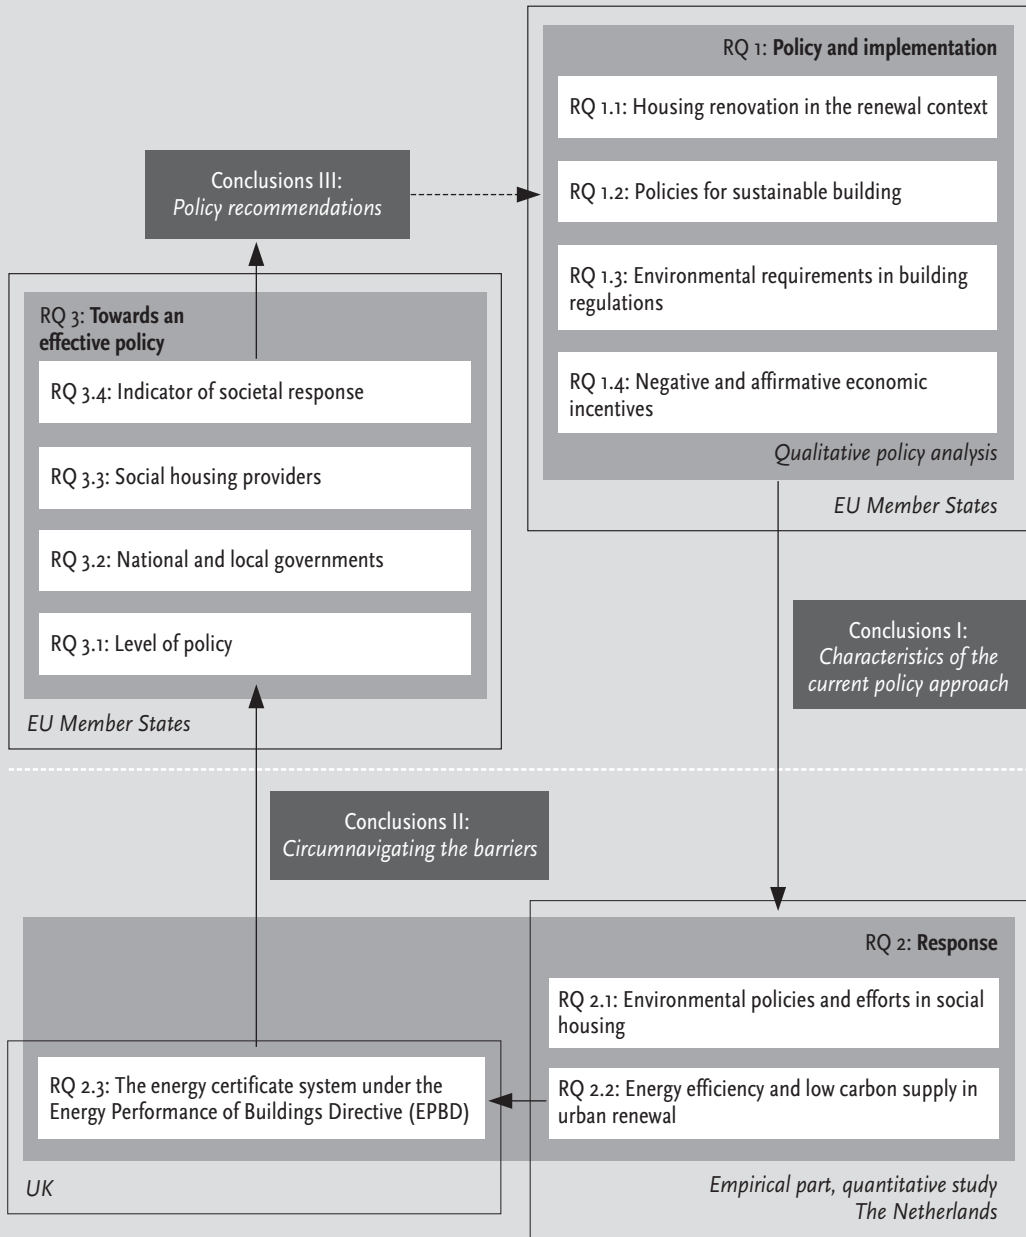 RQ 1: Policy and implementation
RQ 1.1: Housing renovation in the renewal context
RQ 1.2: Policies for sustainable building
RQ 1.3: Environmental requirements in building
regulations
RQ 1.4: Negative and affirmative economic
incentives
Qualitative policy analysis
EU Member States
Conclusions III:
Policy recommendations
RQ 3: Towards an
effective policy
RQ 3.4: Indicator of societal response
RQ 3.3: Social housing providers
RQ 3.2: National and local governments
RQ 3.1: Level of policy
EU Member States
Conclusions I:
Characteristics of the
current policy approach
Conclusions II:
Circumnavigating the barriers
RQ 2: Response
RQ 2.1: Environmental policies and efforts in social
housing
RQ 2.2: Energy efficiency and low carbon supply in
urban renewal
RQ 2.3: The energy certificate system under the
Energy Performance of Buildings Directive (EPBD)
UK
Empirical part, quantitative study
The Netherlands